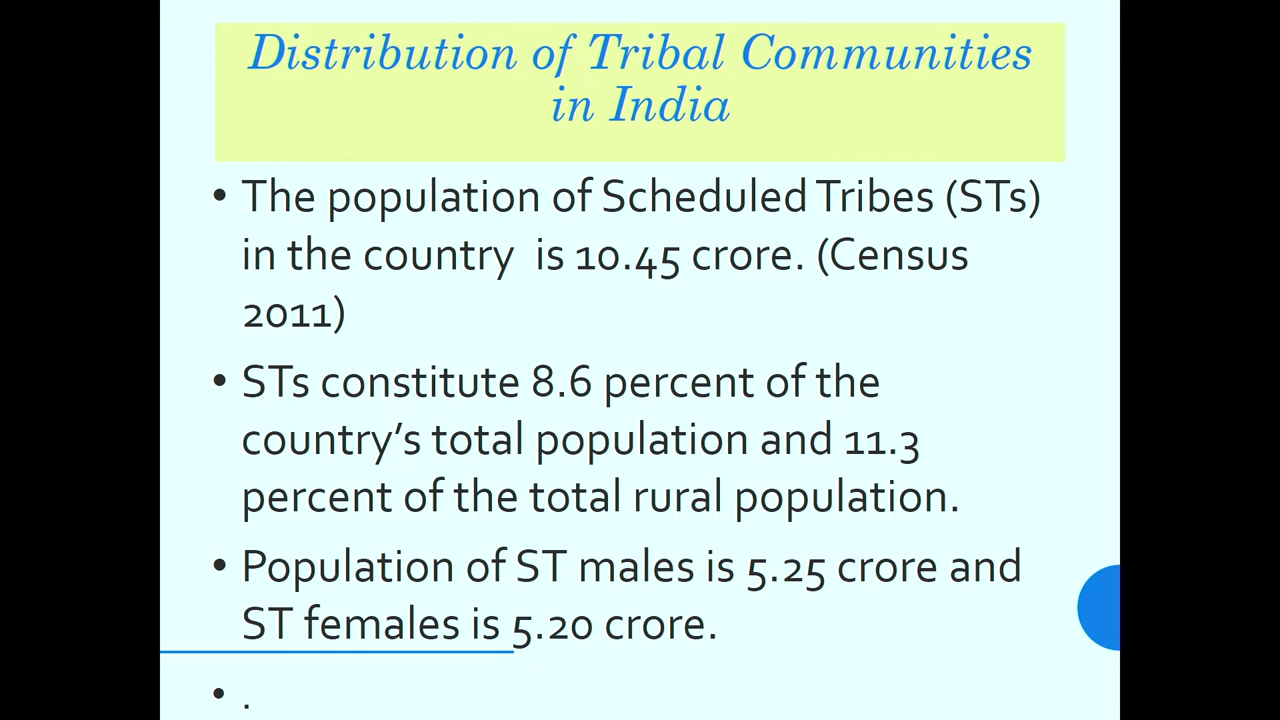 Distribution of Tribal Communities
in India
• The population of Scheduled Tribes (STs)
in the country  is 10.45 crore. (Census
2011)
• STs constitute 8.6 percent of the
country’s total population and 11.3
percent of the total rural population.
• Population of ST males is 5.25 crore and
ST females is 5.20 crore.
• .